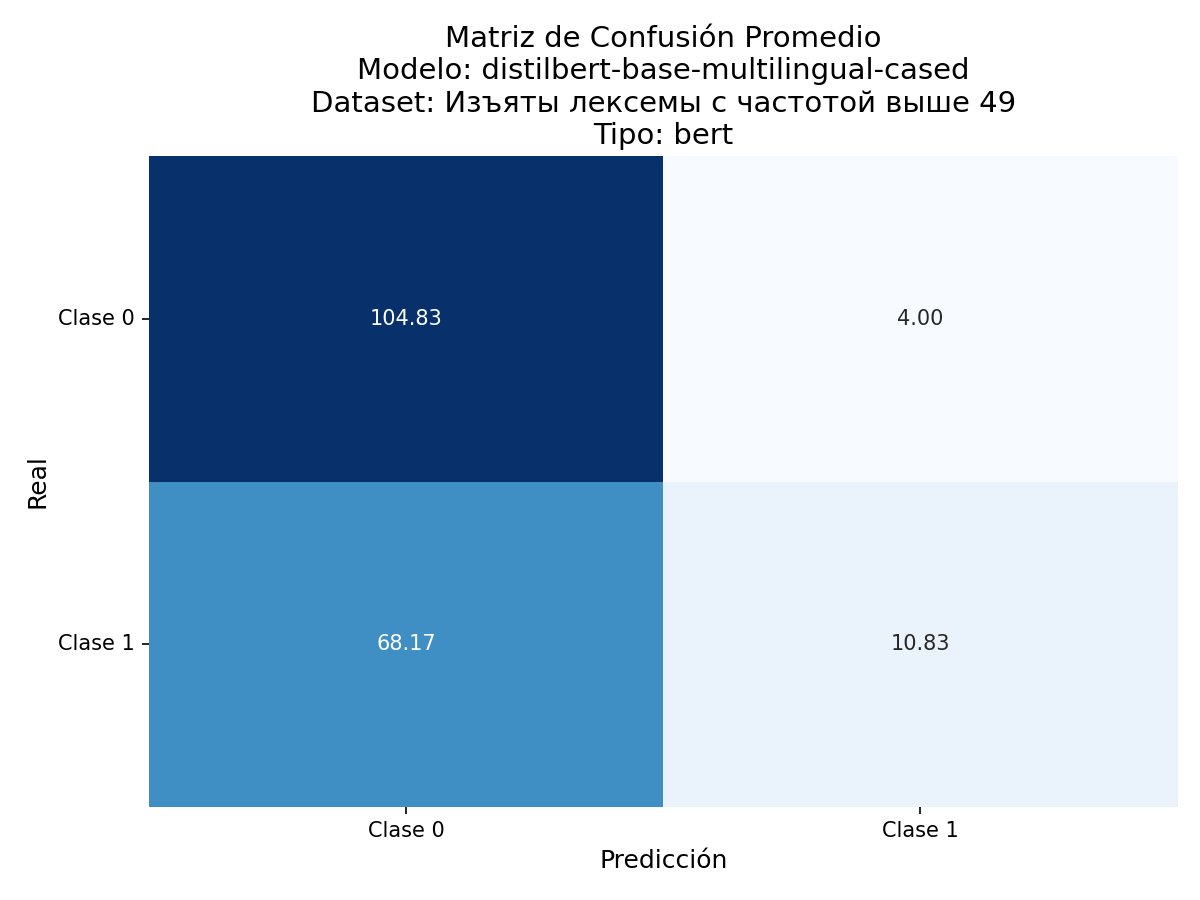 Matriz de Confusión Promedio
Modelo: distilbert-base-multilingual-cased
Dataset: Изъяты лексемы с частотой выше 49
Tipo: bert
Clase 0
104.83
4.00
Real
Clase 1
68.17
10.83
Clase 0
Clase 1
Predicción